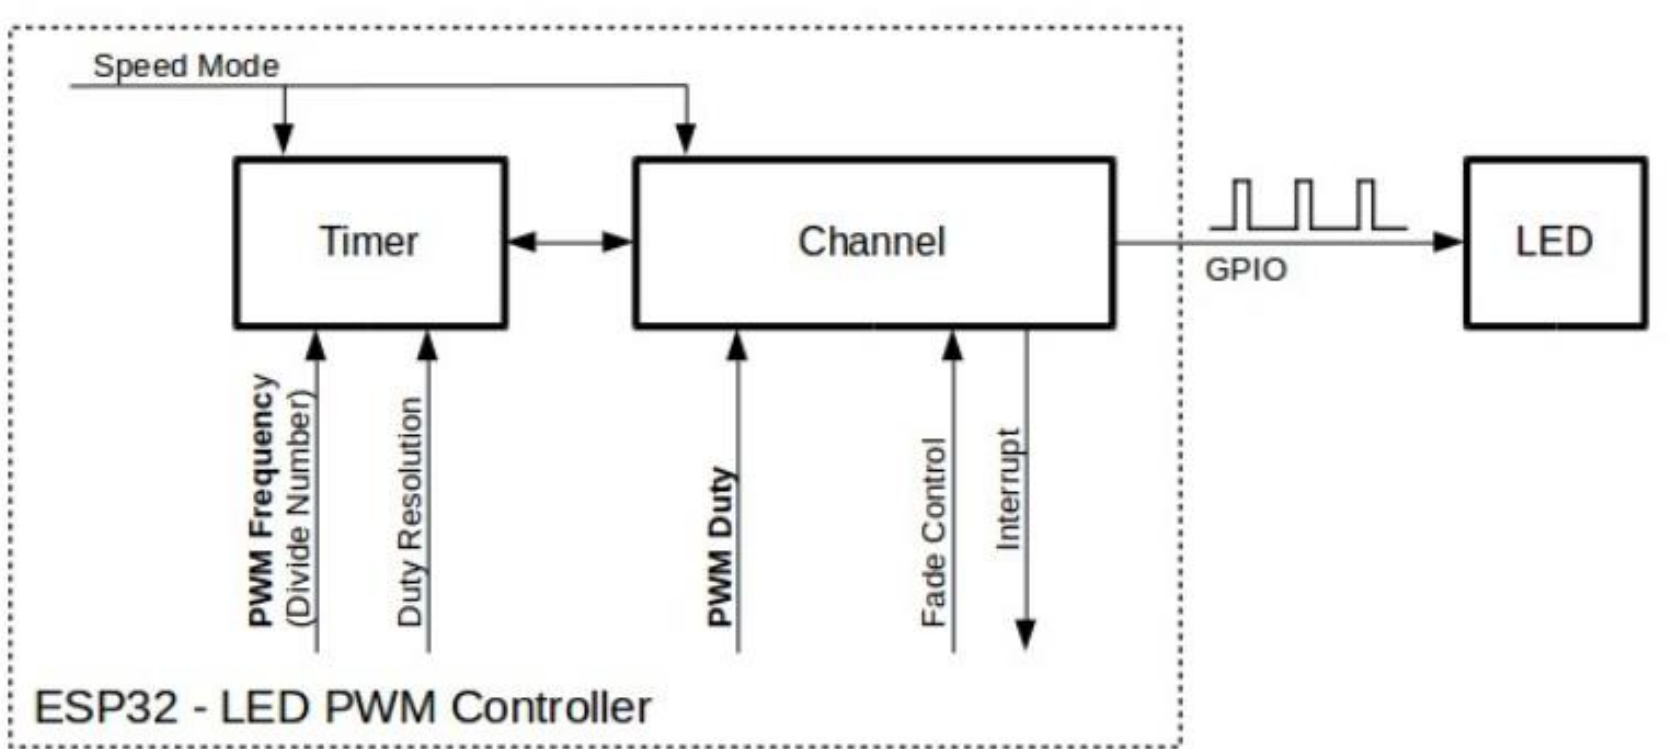 Speed Mode
Timer
Channel
GPIO
LED
PWM Frequency
(Divide Number)
Duty Resolution
PWM Duty
Fade Control
Interrupt
ESP32 - LED PWM Controller